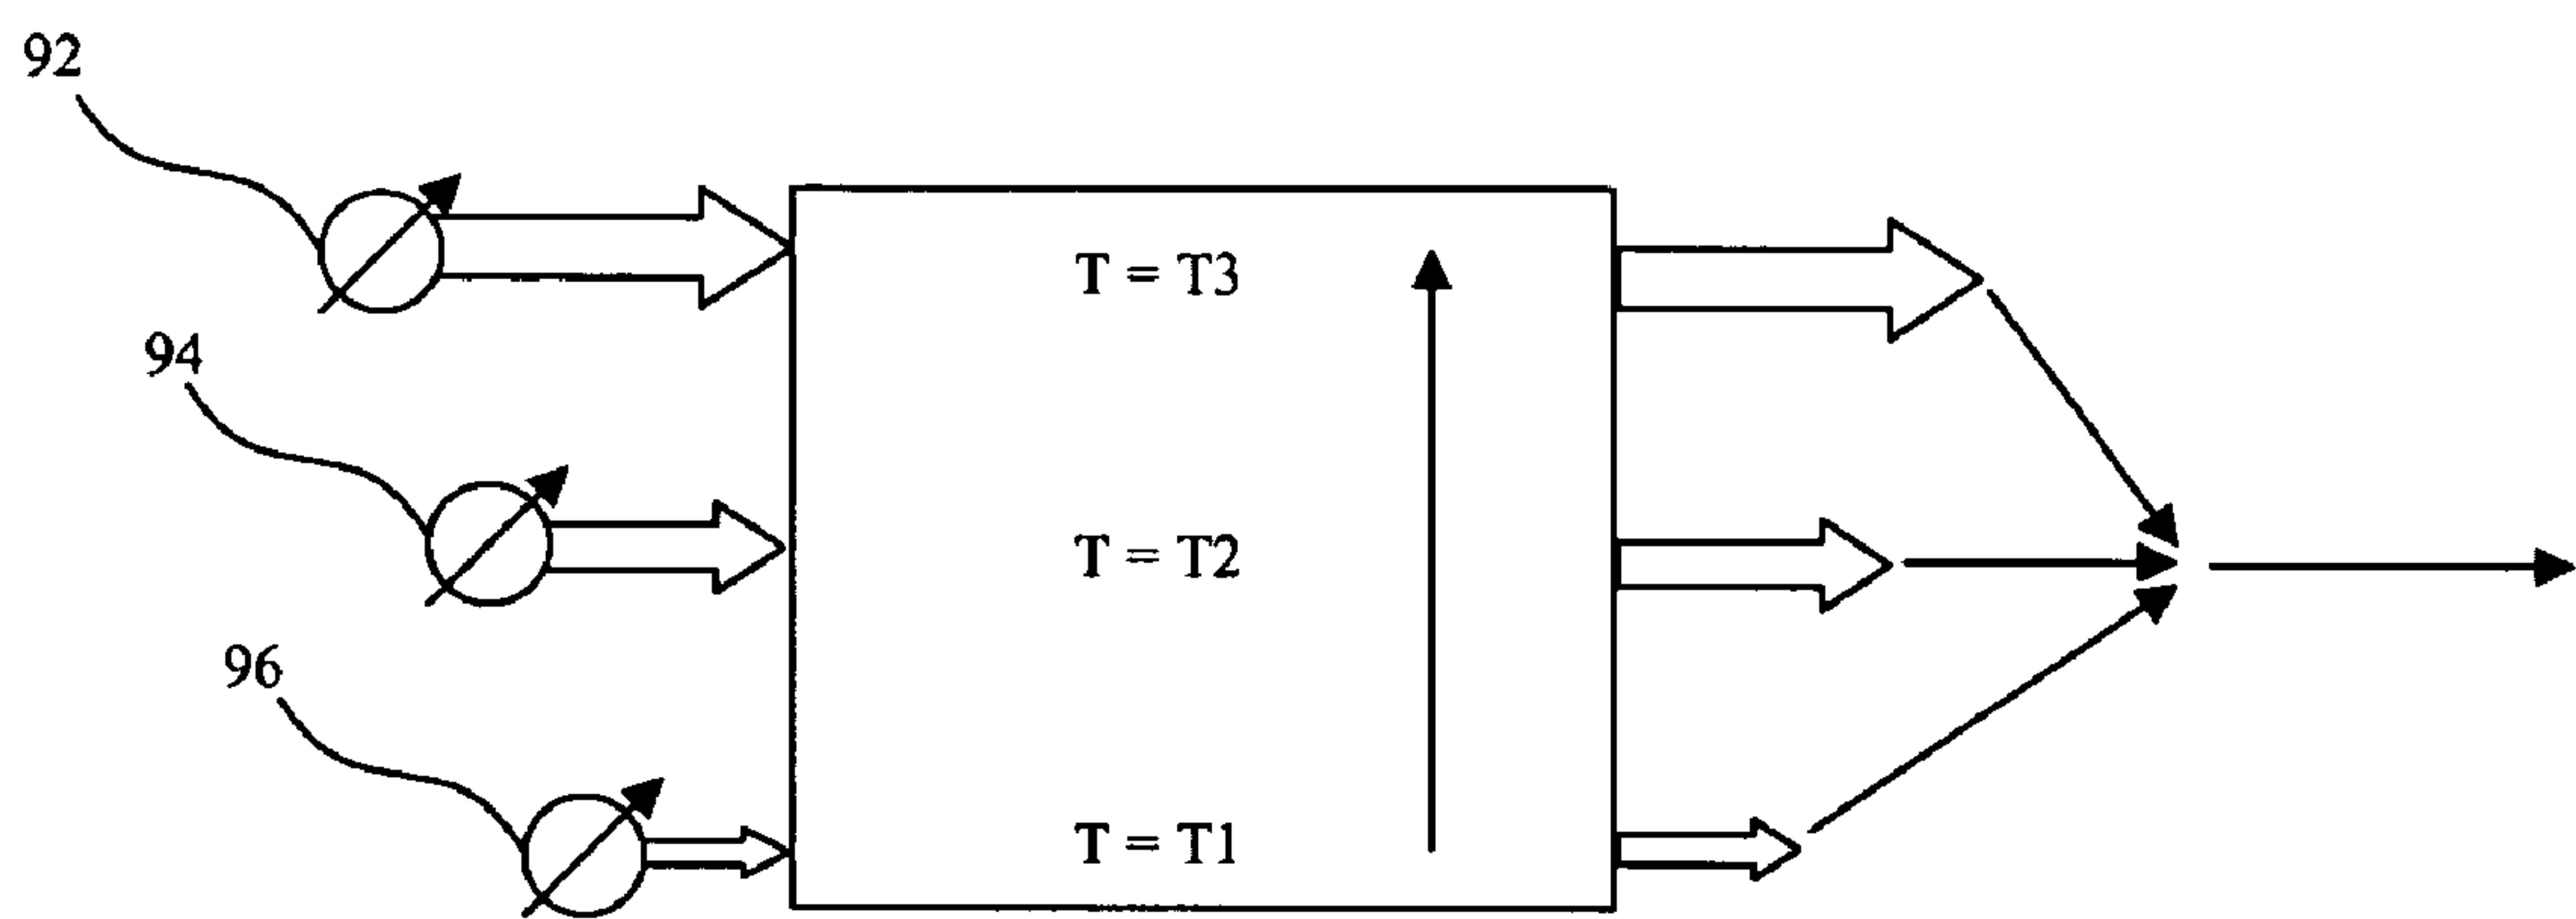 92
T = T3
94
T = T2
96
T = T1